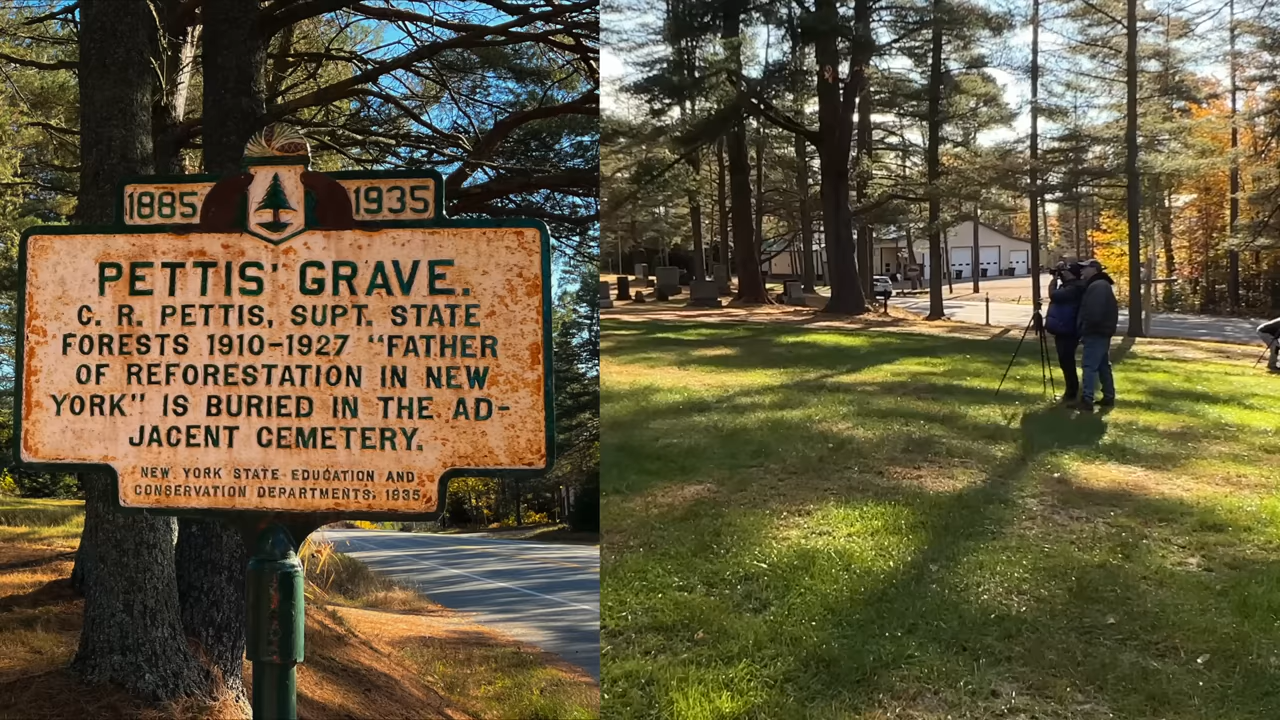 1885 1935
PETTIS' GRAVE.
C. R. PETTIS, SUPT. STATE
FORESTS 1910-1927 "FATHER
OF REFORESTATION IN NEW
YORK" IS BURIED IN THE AD-
JACENT CEMETERY.
NEW YORK STATE EDUCATION AND
CONSERVATION DEPARTMENTS, 1935